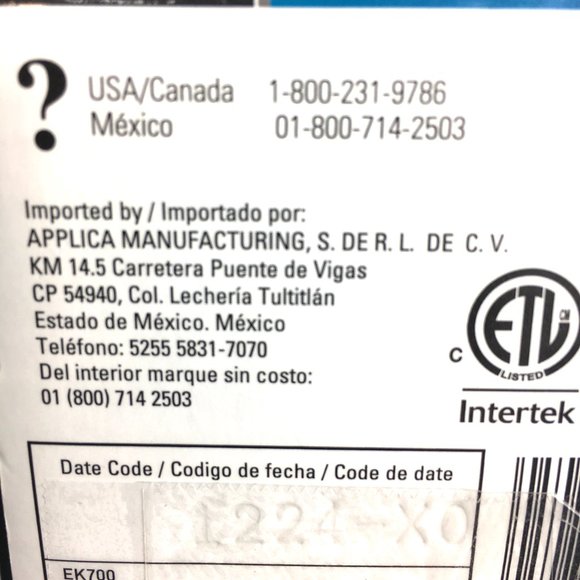 ?
USA/Canada 1-800-231-9786
México 01-800-714-2503
Imported by / Importado por:
APPLICA MANUFACTURING, S. DE R. L. DE C. V.
KM 14.5 Carretera Puente de Vigas
CP 54940, Col. Lechería Tultitlán
Estado de México. México
Teléfono: 5255 5831-7070
Del interior marque sin costo:
01 (800) 714 2503
C ETL CM
LISTED
Intertek
Date Code / Codigo de fecha / Code de date
EK700